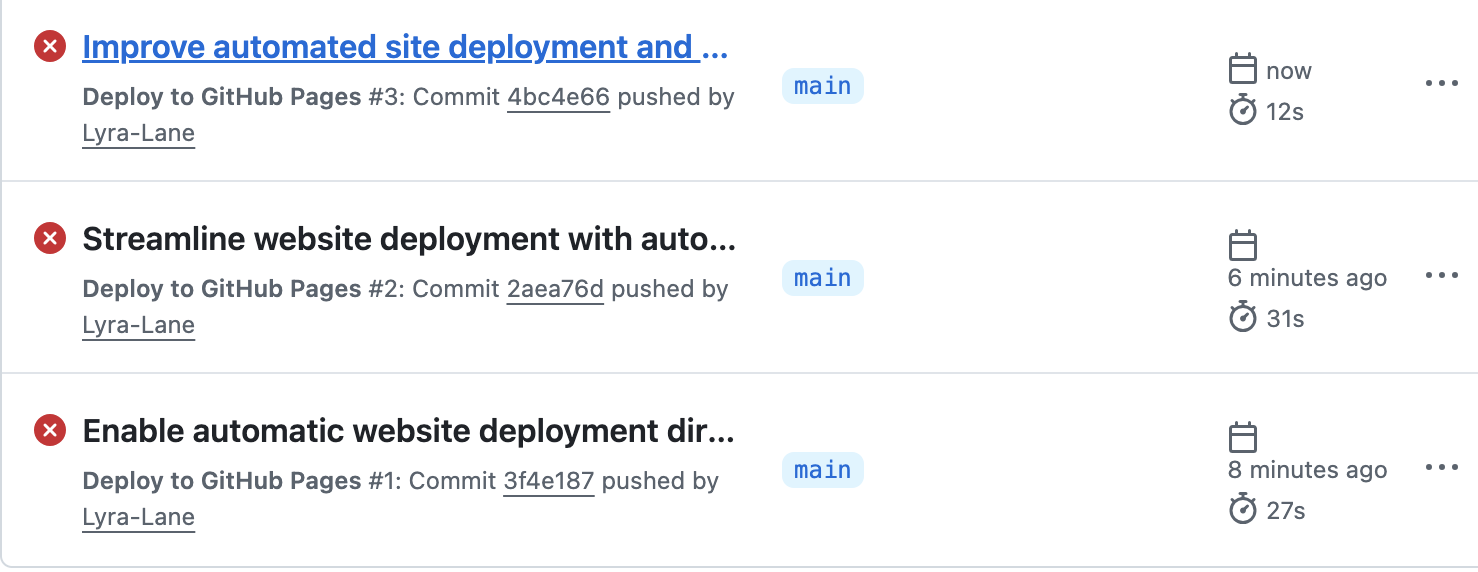 Improve automated site deployment and ...
Deploy to GitHub Pages #3: Commit 4bc4e66 pushed by
Lyra-Lane
main
now
12s
Streamline website deployment with auto...
Deploy to GitHub Pages #2: Commit 2aea76d pushed by
Lyra-Lane
main
6 minutes ago
31s
Enable automatic website deployment dir...
Deploy to GitHub Pages #1: Commit 3f4e187 pushed by
Lyra-Lane
main
8 minutes ago
27s